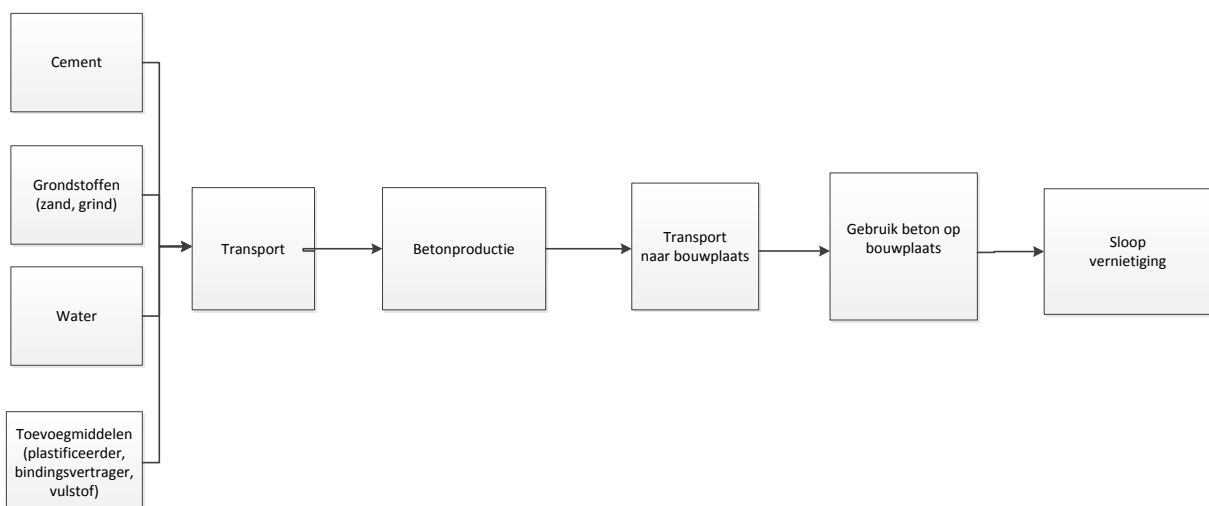 Cement
Grondstoffen
(zand, grind)
Water
Toevoegmiddelen
(plastificeerder,
bindingsvertrager,
vulstof)
Transport
Betonproductie
Transport
naar bouwplaats
Gebruik beton op
bouwplaats
Sloop
vernietiging